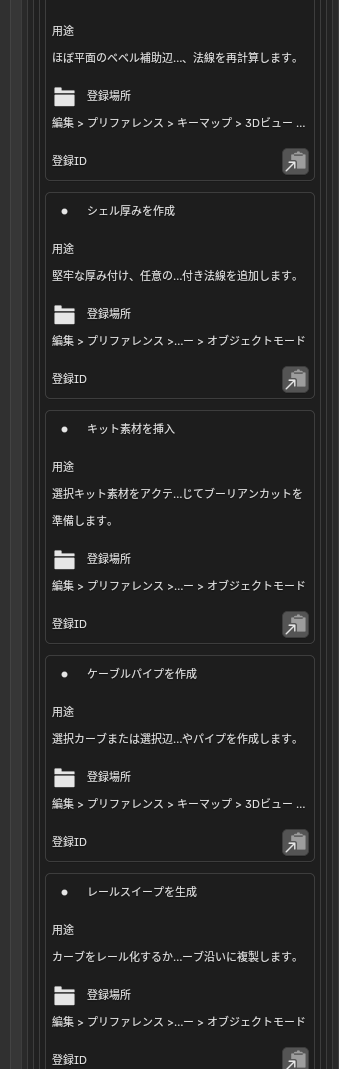 用途
ほぼ平面のベベル補助辺...、法線を再計算します。
登録場所
編集 > プリファレンス > キーマップ > 3Dビュー ...
登録ID
シェル厚みを作成
用途
堅牢な厚み付け、任意の...付き法線を追加します。
登録場所
編集 > プリファレンス >...ー > オブジェクトモード
登録ID
キット素材を挿入
用途
選択キット素材をアクテ...じてブーリアンカットを
準備します。
登録場所
編集 > プリファレンス >...ー > オブジェクトモード
登録ID
ケーブルパイプを作成
用途
選択カーブまたは選択辺...やパイプを作成します。
登録場所
編集 > プリファレンス > キーマップ > 3Dビュー ...
登録ID
レールスイープを生成
用途
カーブをレール化するか...ーブ沿いに複製します。
登録場所
編集 > プリファレンス >...ー > オブジェクトモード
登録ID